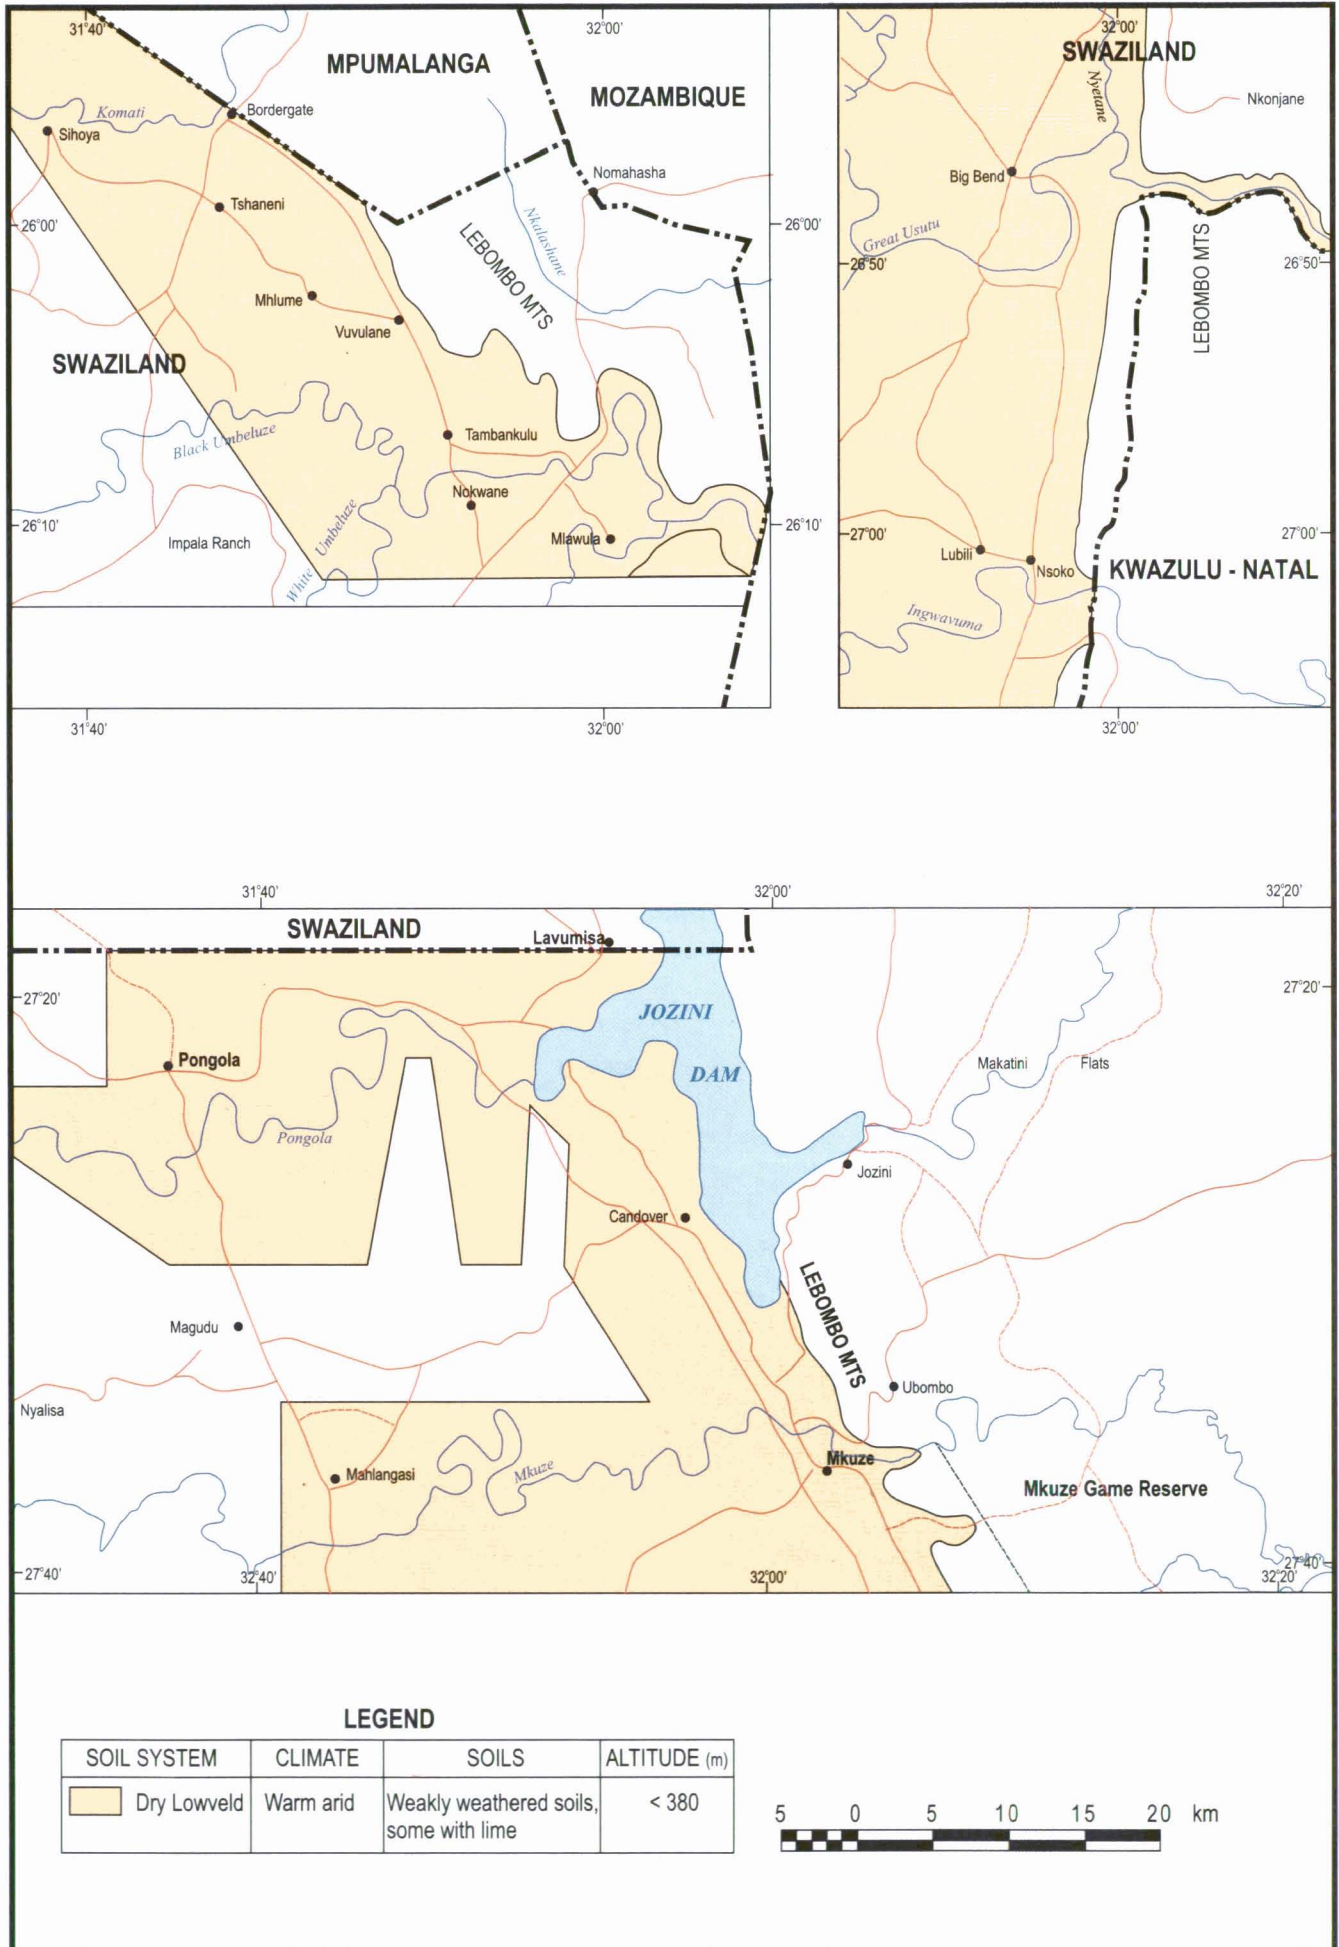 31°40'
32°00'
MPUMALANGA
MOZAMBIQUE
Komati
Bordergate
Sihoya
Nomahasha
Tshaneni
26°00'
26°00'
Nkalashane
LEBOMBO MTS
Mhlume
Vuvulane
SWAZILAND
Black Umbeluze
Tambankulu
Nokwane
White Umbeluze
26°10'
26°10'
Impala Ranch
Mlawula
31°40'
32°00'
32°00'
SWAZILAND
Nyetane
Nkonjane
Big Bend
Great Usutu
26°50'
26°50'
LEBOMBO MTS
27°00'
27°00'
Lubili
Nsoko
KWAZULU - NATAL
Ingwavuma
32°00'
31°40'
32°00'
32°20'
SWAZILAND
Lavumisa
27°20'
27°20'
JOZINI
DAM
Pongola
Makatini
Flats
Pongola
Jozini
Candover
LEBOMBO MTS
Magudu
Ubombo
Nyalisa
Mkuze
Mahlangasi
Mkuze
Mkuze Game Reserve
27°40'
27°40'
32°40'
32°00'
32°20'
LEGEND
SOIL SYSTEM CLIMATE SOILS ALTITUDE (m)
Dry Lowveld Warm arid Weakly weathered soils, < 380
some with lime
5 0 5 10 15 20 km